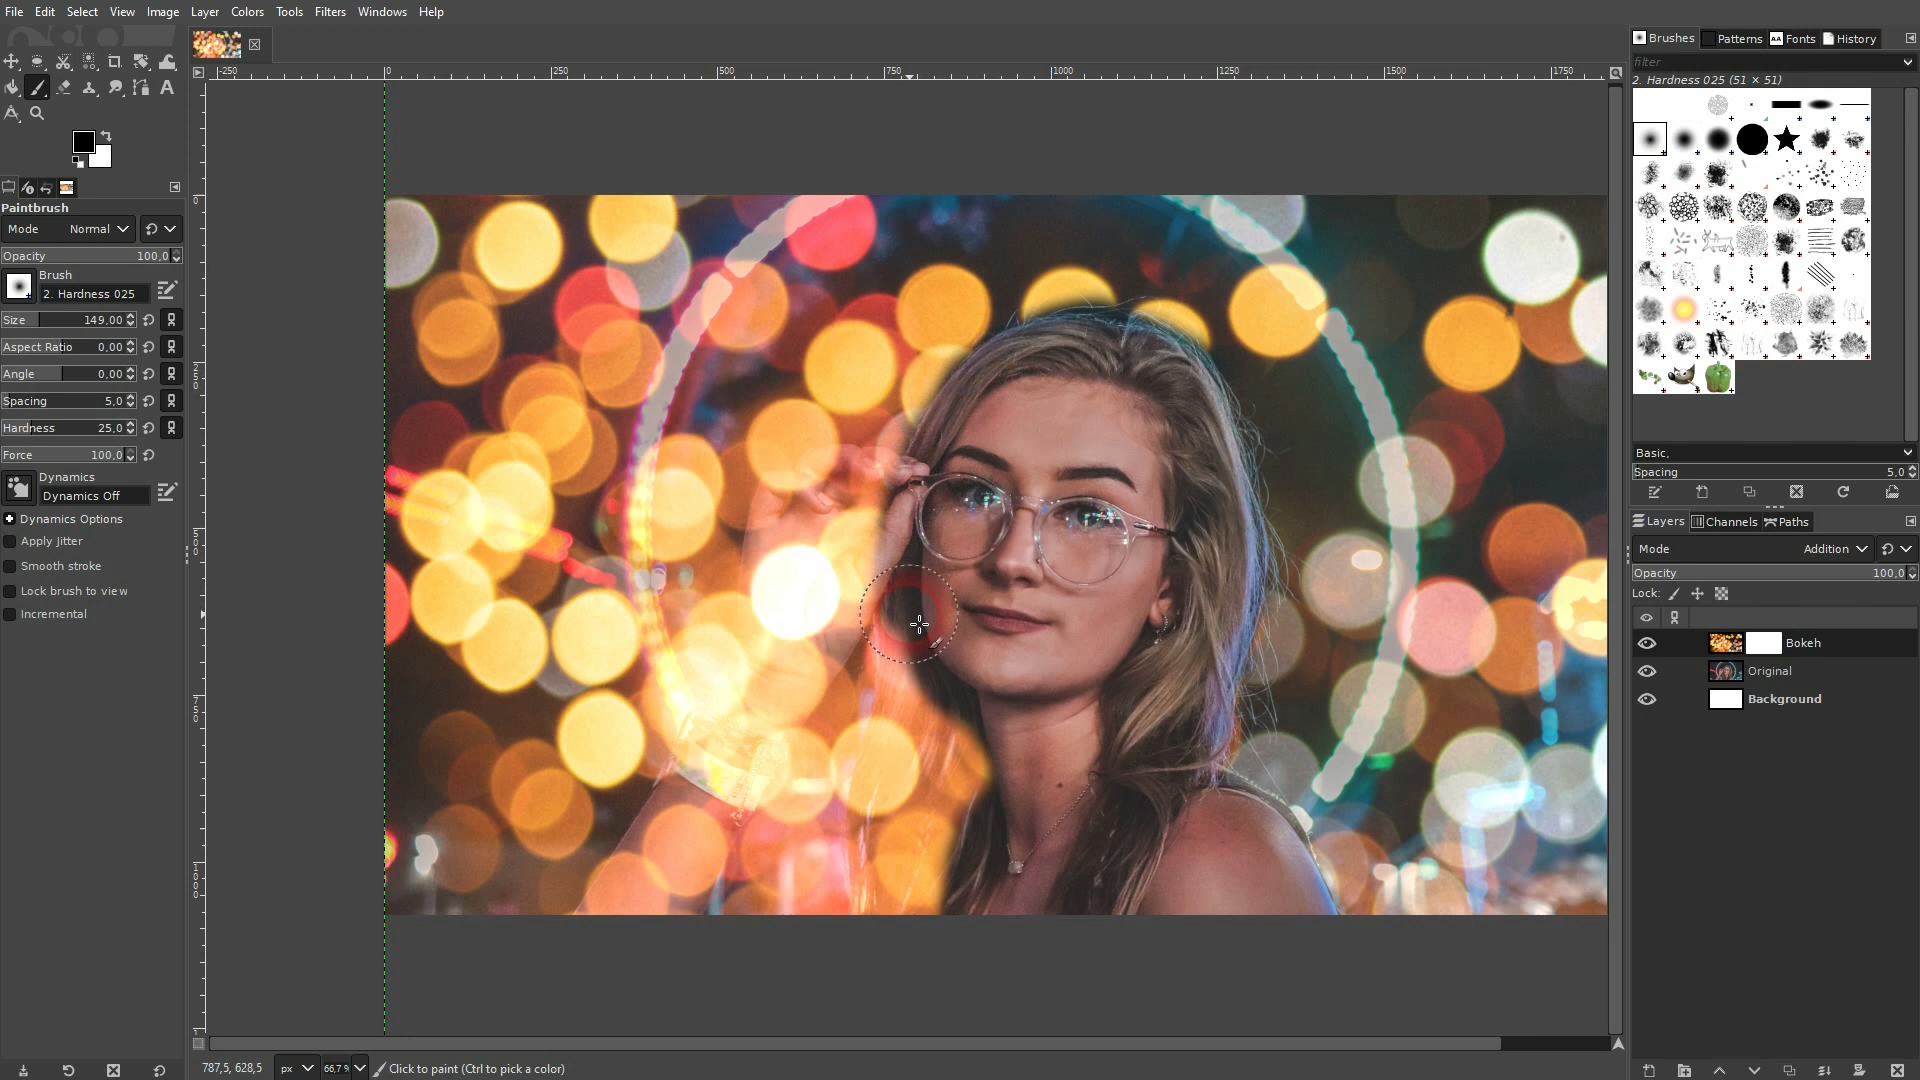 File Edit Select View Image Layer Colors Tools Filters Windows Help
Brushes Patterns Fonts History
filter
2. Hardness 025 (51 × 51)
-250 0 250 500 750 1000 1250 1500 1750
0
250
500
750
1000
Paintbrush
Mode Normal
Opacity 100,0
Brush
2. Hardness 025
Size 149,00
Aspect Ratio 0,00
Angle 0,00
Spacing 5,0
Hardness 25,0
Force 100,0
Dynamics
Dynamics Off
Dynamics Options
Apply Jitter
Smooth stroke
Lock brush to view
Incremental
Basic,
Spacing 5,0
Layers Channels Paths
Mode Addition
Opacity 100,0
Lock:
Bokeh
Original
Background
787,5, 628,5 px 66,7 % Click to paint (Ctrl to pick a color)